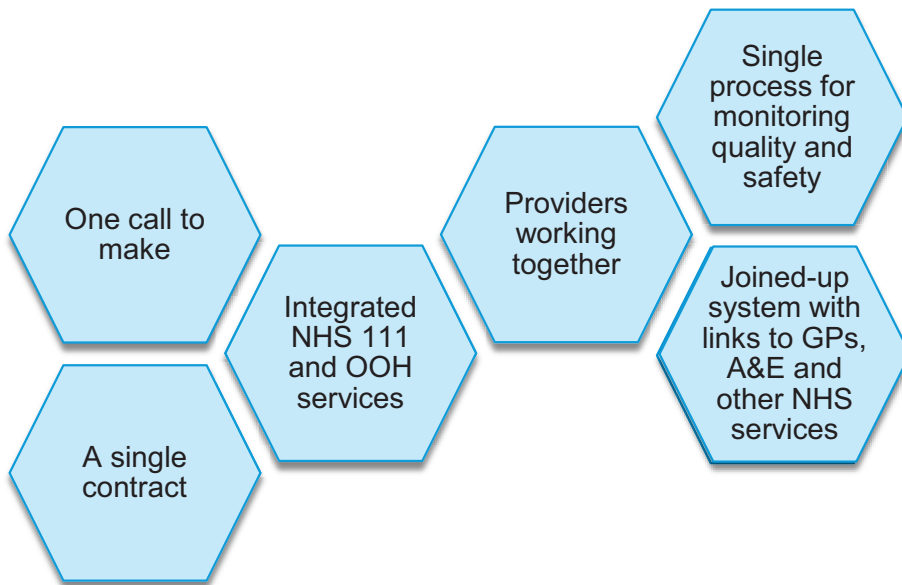 One call to
make
A single
contract
Integrated
NHS 111
and OOH
services
Providers
working
together
Single
process for
monitoring
quality and
safety
Joined-up
system with
links to GPs,
A&E and
other NHS
services